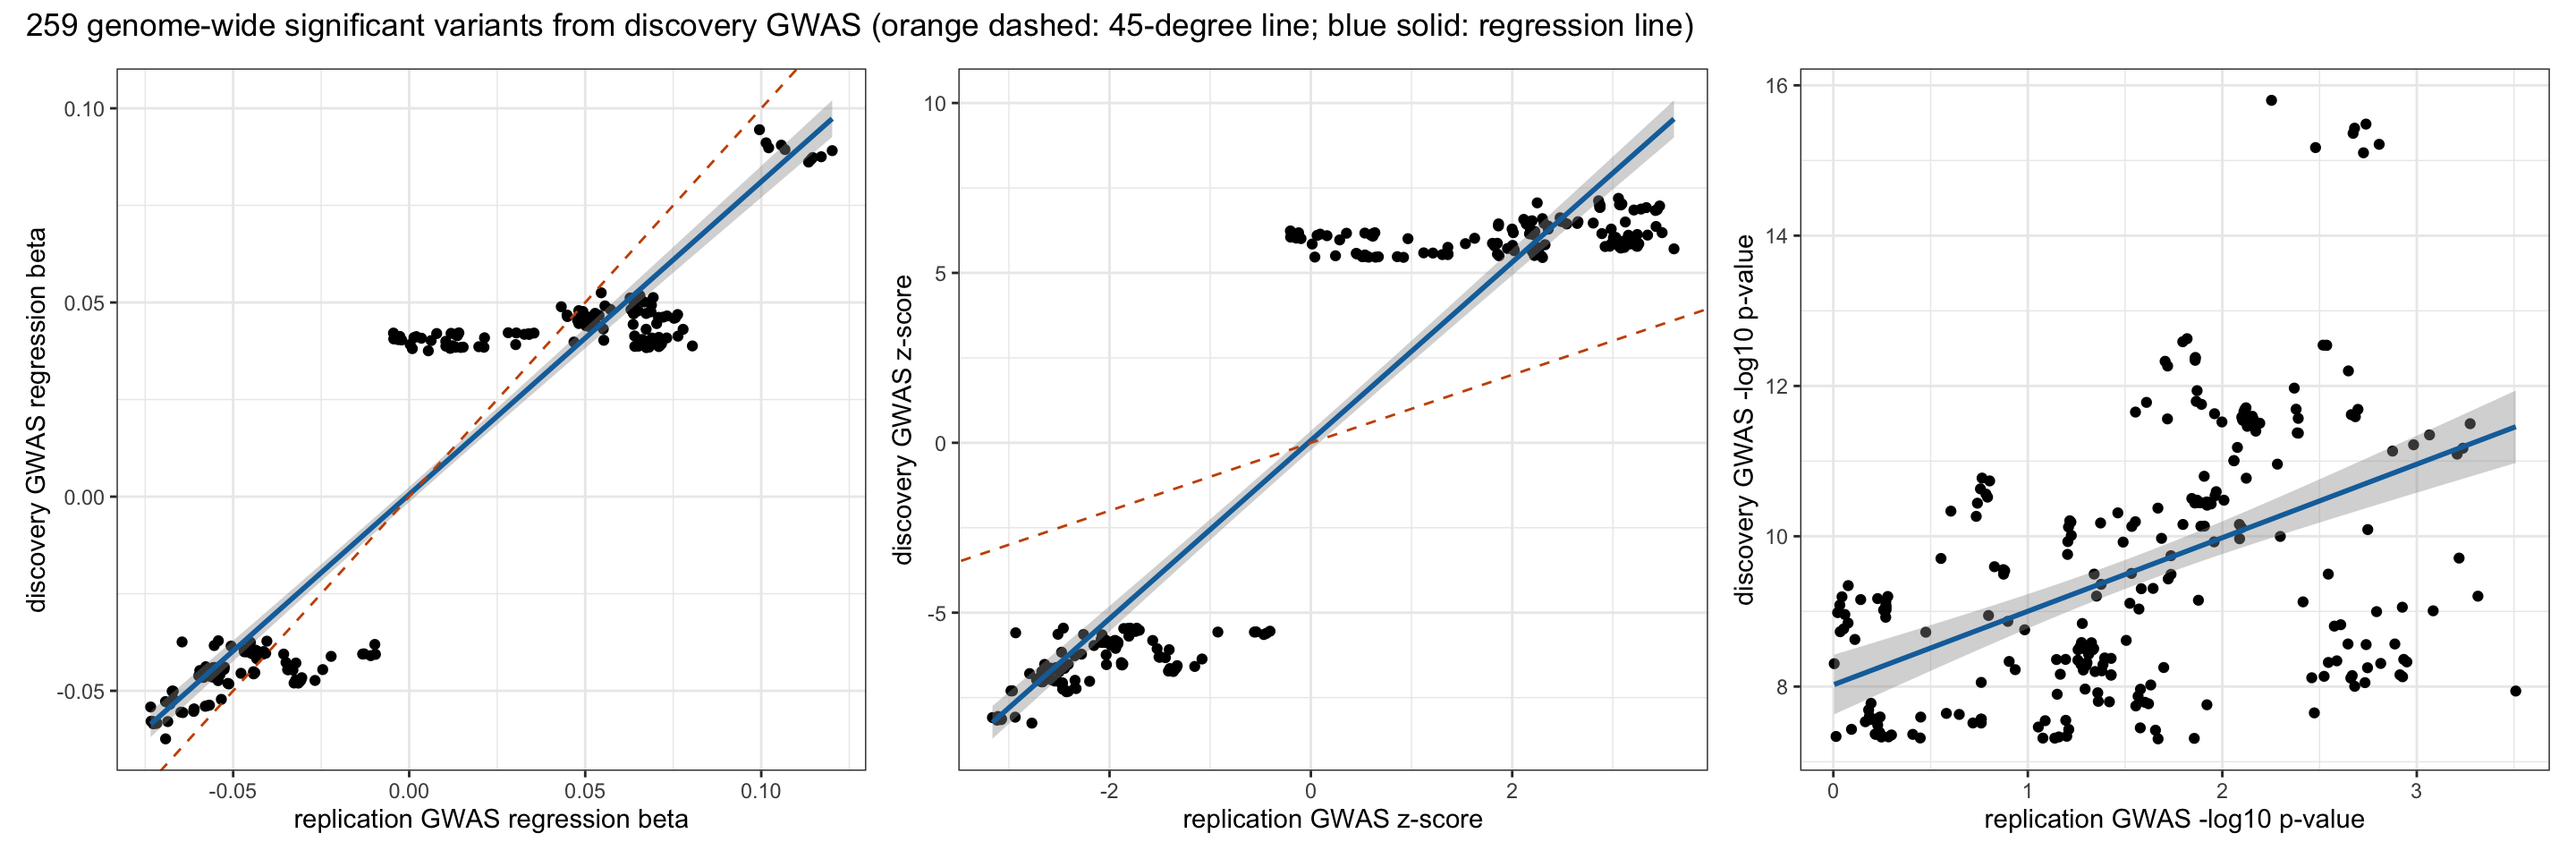 259 genome-wide significant variants from discovery GWAS (orange dashed: 45-degree line; blue solid: regression line)
discovery GWAS regression beta
0.10
0.05
0.00
-0.05
-0.05 0.00 0.05 0.10
replication GWAS regression beta
discovery GWAS z-score
10
5
0
-5
-2 0 2
replication GWAS z-score
discovery GWAS -log10 p-value
16
14
12
10
8
0 1 2 3
replication GWAS -log10 p-value